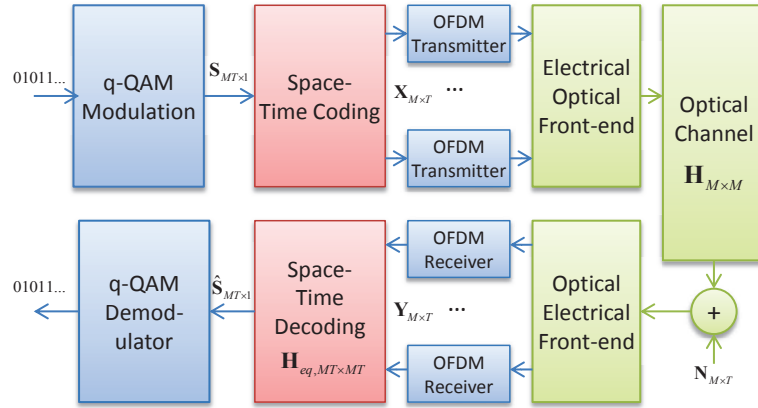 01011...
q-QAM
Modulation
𝐒_{MT×1}
Space-
Time Coding
OFDM
Transmitter
𝐗_{M×T} ...
OFDM
Transmitter
Electrical
Optical
Front-end
Optical
Channel
𝐇_{M×M}
01011...
q-QAM
Demod-
ulator
𝐒̂_{MT×1}
Space-
Time
Decoding
𝐇_{eq,MT×MT}
OFDM
Receiver
𝐘_{M×T} ...
OFDM
Receiver
Optical
Electrical
Front-end
+
𝐍_{M×T}